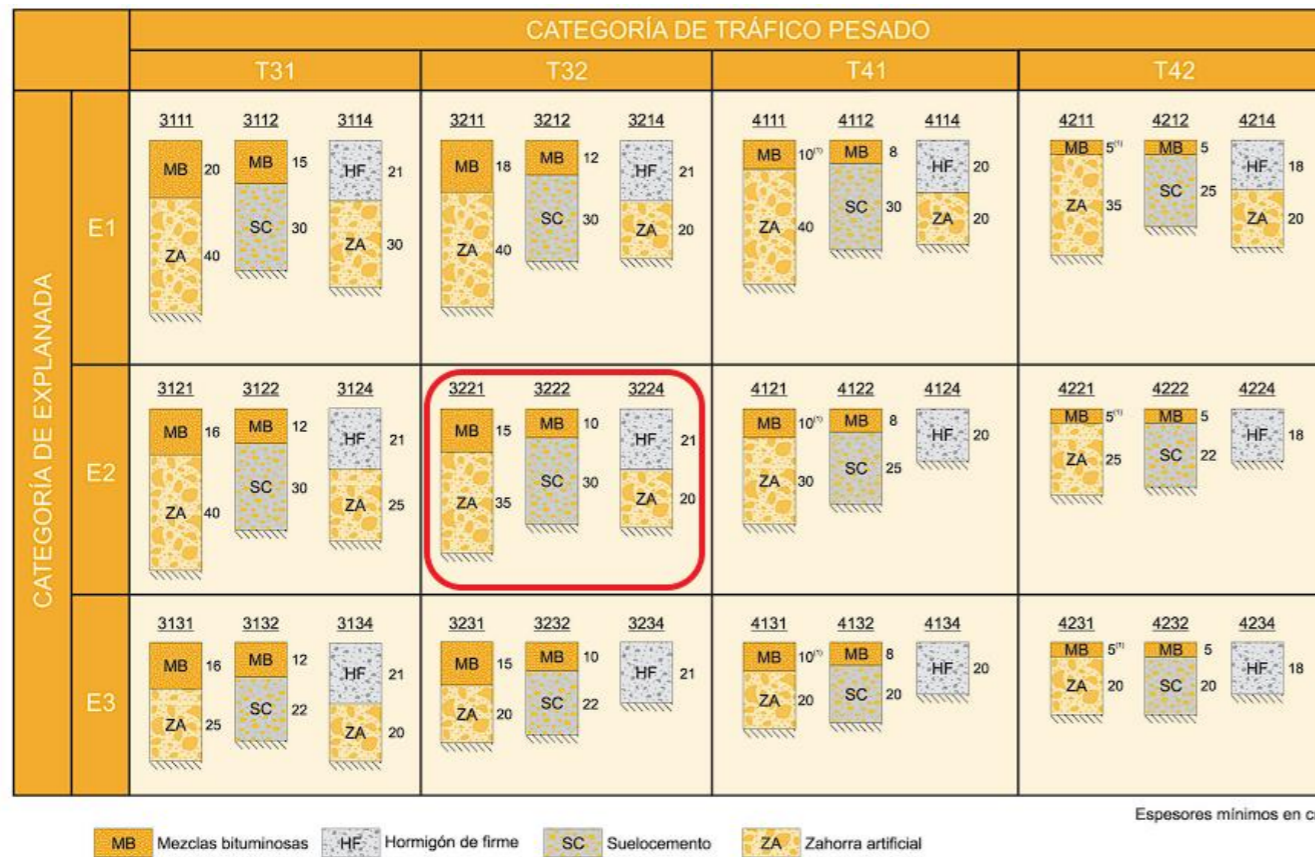 CATEGORÍA DE TRÁFICO PESADO
T31 T32 T41 T42
CATEGORÍA DE EXPLANADA
E1
3111 3112 3114 3211 3212 3214 4111 4112 4114 4211 4212 4214
MB 20 MB 15 HF 21 MB 18 MB 12 HF 21 MB 10(1) MB 8 HF 20 MB 5(1) MB 5 HF 18
ZA 40 SC 30 ZA 30 ZA 40 SC 30 ZA 20 ZA 40 SC 30 ZA 20 ZA 35 SC 25 ZA 20
E2
3121 3122 3124 3221 3222 3224 4121 4122 4124 4221 4222 4224
MB 16 MB 12 HF 21 MB 15 MB 10 HF 21 MB 10(1) MB 8 HF 20 MB 5(1) MB 5 HF 18
ZA 40 SC 30 ZA 25 ZA 35 SC 30 ZA 20 ZA 30 SC 25 ZA 25 SC 22
E3
3131 3132 3134 3231 3232 3234 4131 4132 4134 4231 4232 4234
MB 16 MB 12 HF 21 MB 15 MB 10 HF 21 MB 10(1) MB 8 HF 20 MB 5(1) MB 5 HF 18
ZA 25 SC 22 ZA 20 ZA 20 SC 22 ZA 20 SC 20 ZA 20 SC 20
Espesores mínimos en c
MB Mezclas bituminosas HF Hormigón de firme SC Suelocemento ZA Zahorra artificial